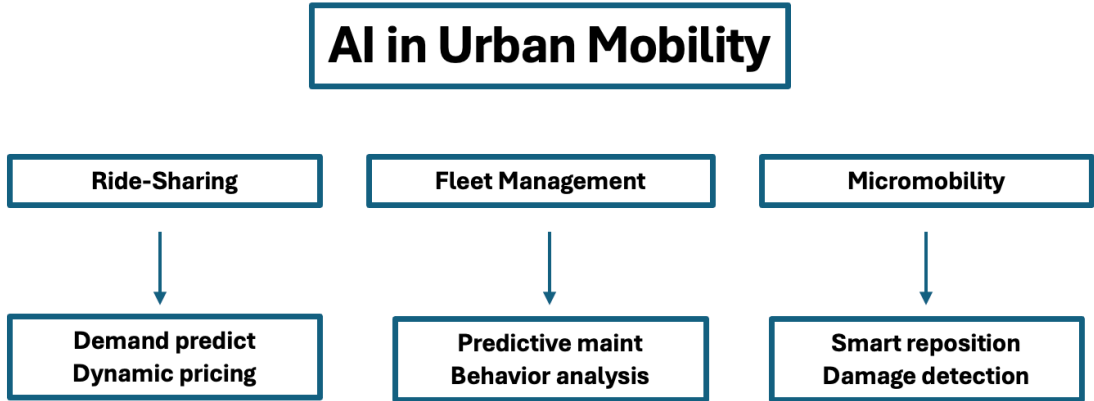 AI in Urban Mobility
Ride-Sharing
Fleet Management
Micromobility
Demand predict
Dynamic pricing
Predictive maint
Behavior analysis
Smart reposition
Damage detection